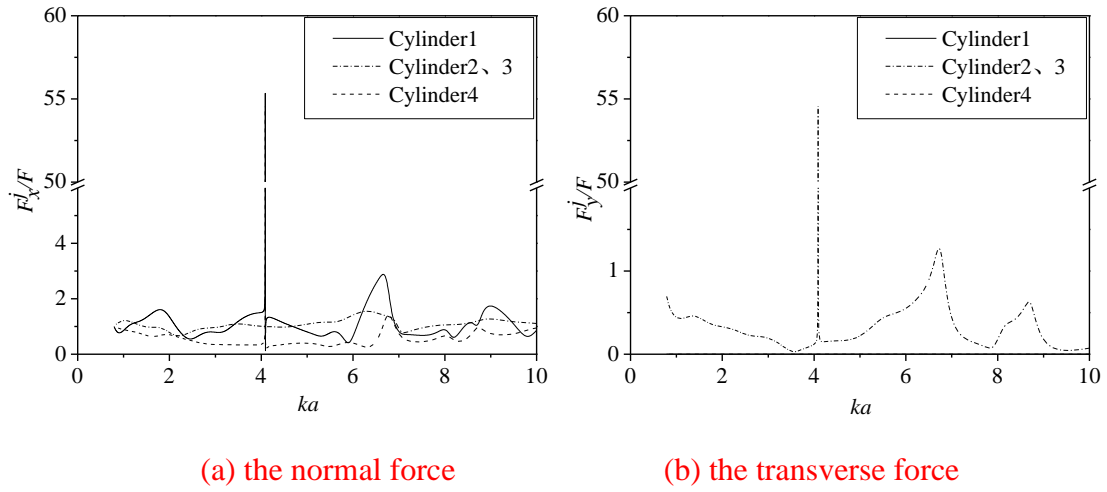 60
55
50
4
2
0
F_x^j/F
0 2 4 6 8 10
ka
Cylinder1
Cylinder2、3
Cylinder4
60
55
50
1
0
F_y^j/F
0 2 4 6 8 10
ka
Cylinder1
Cylinder2、3
Cylinder4
(a) the normal force
(b) the transverse force